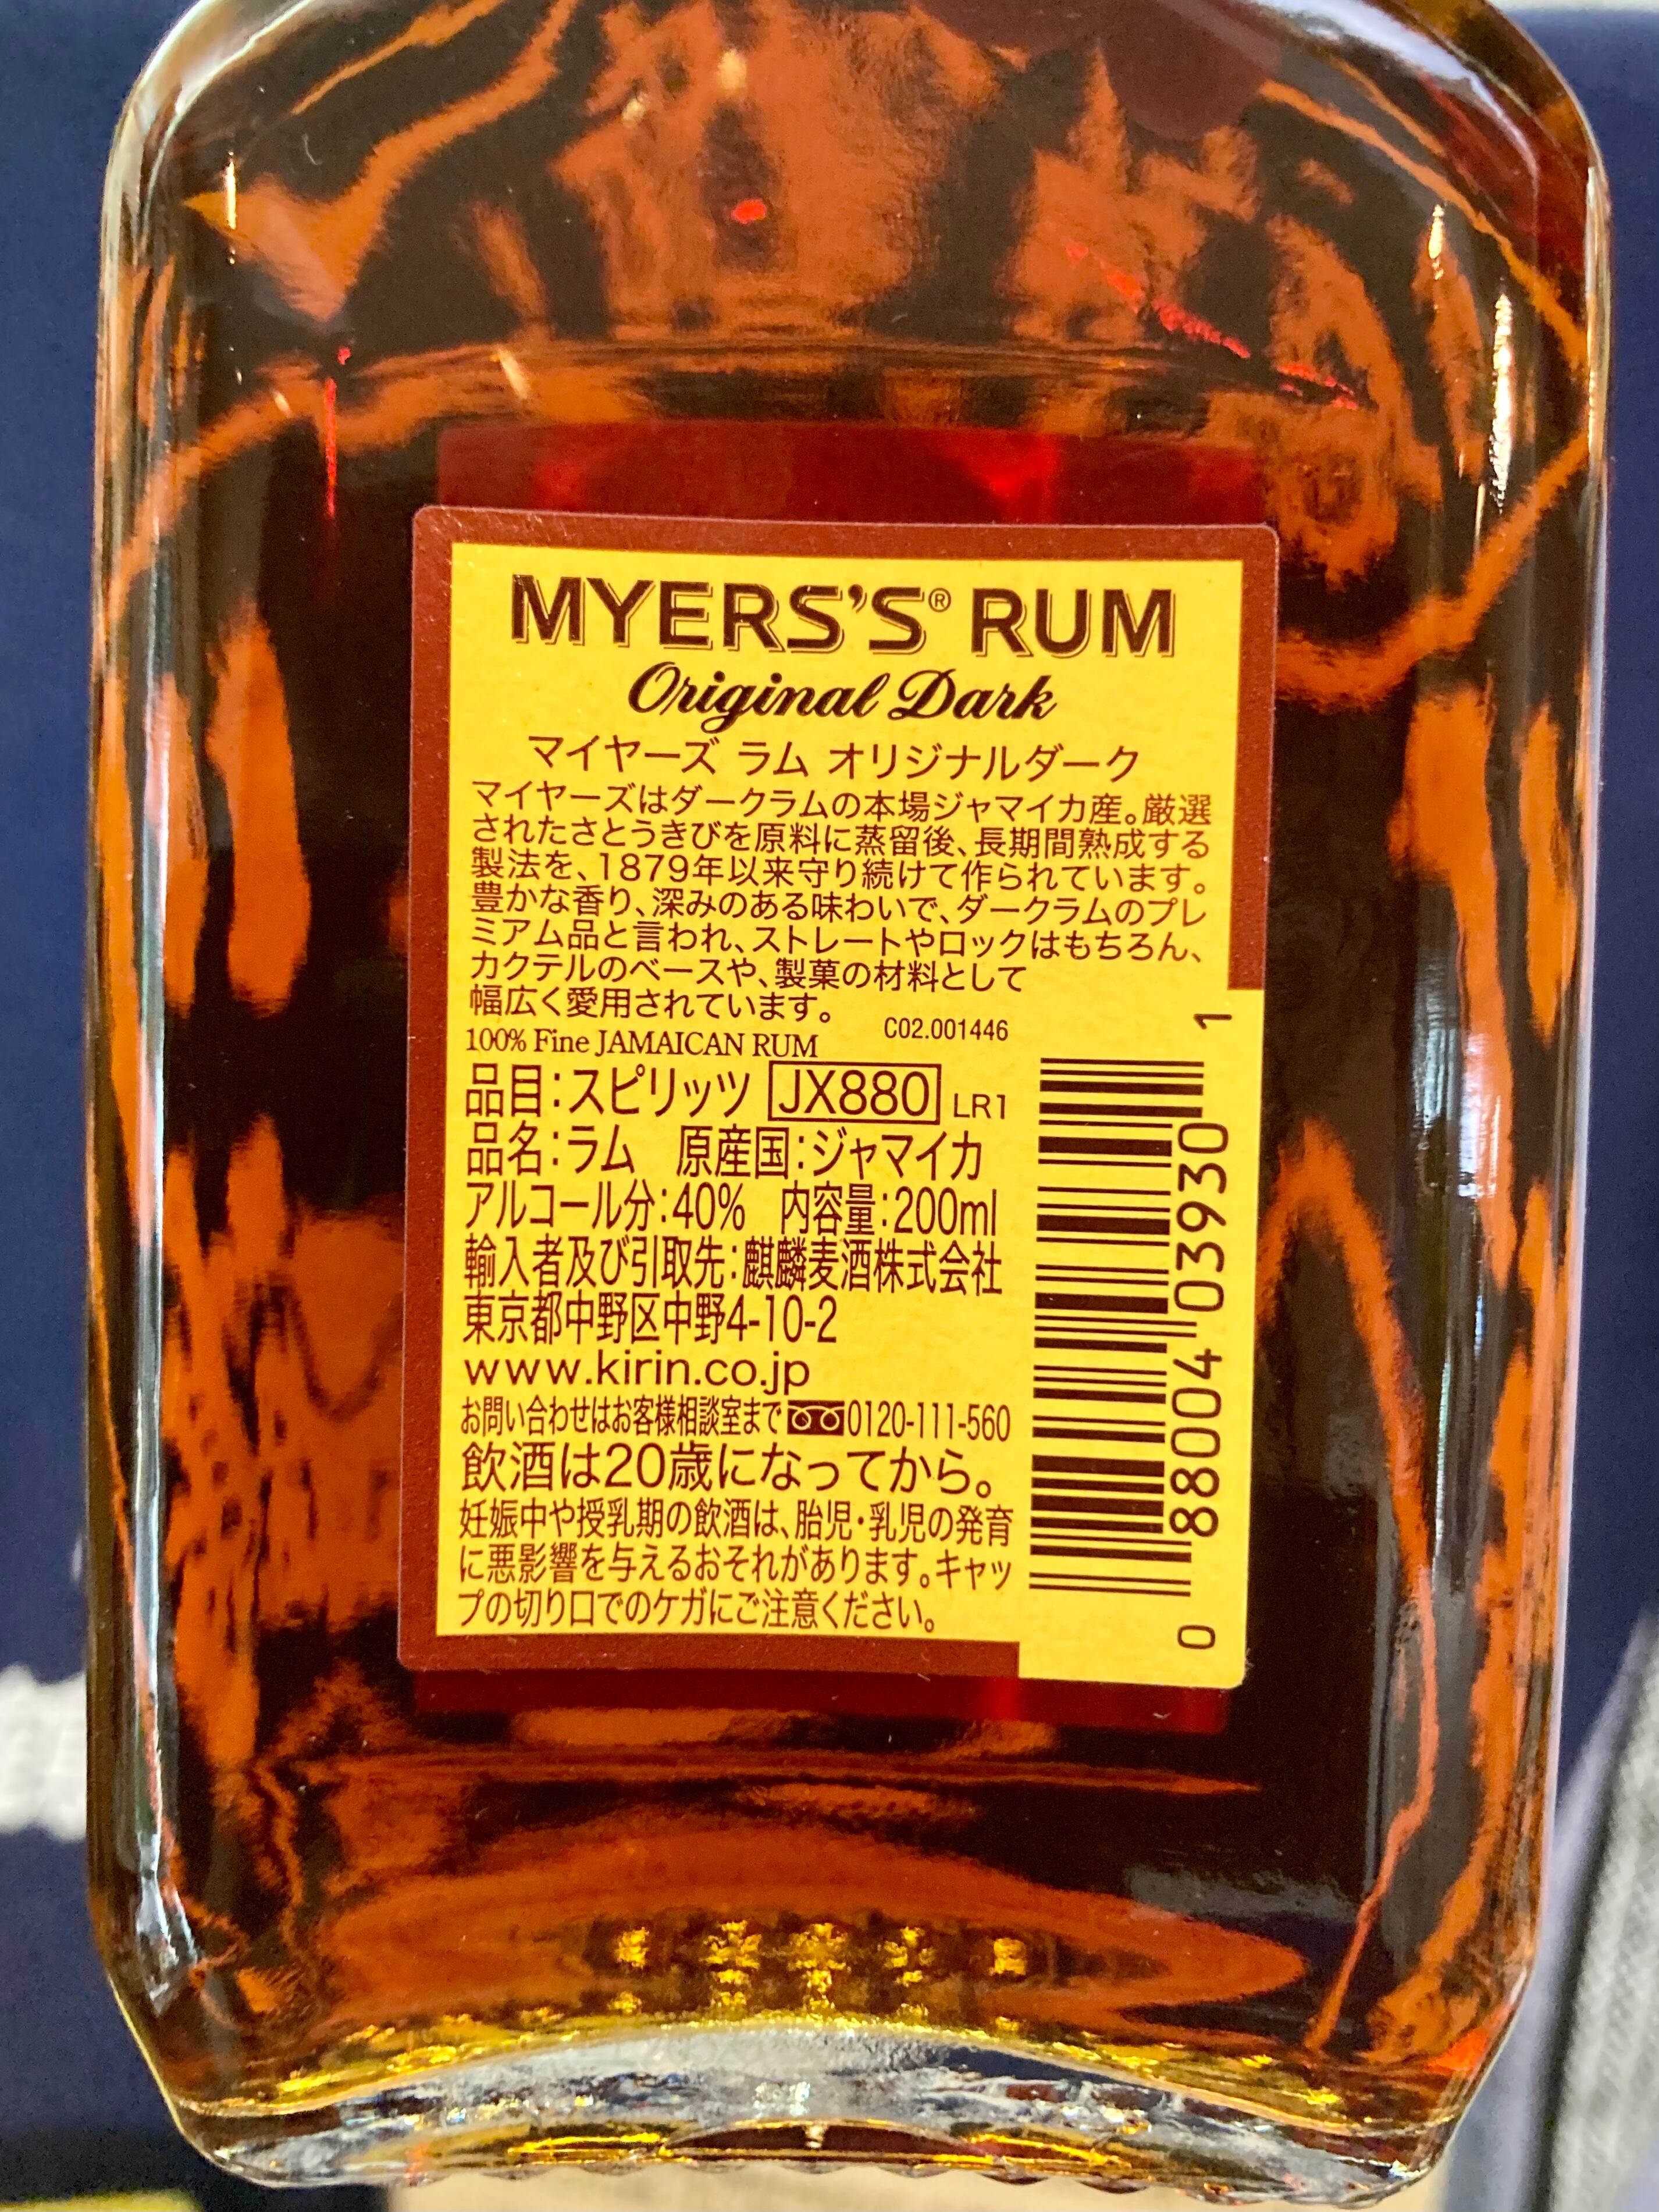 MYERS'S® RUM
Original Dark
マイヤーズ ラム オリジナルダーク
マイヤーズはダークラムの本場ジャマイカ産。厳選
されたさとうきびを原料に蒸留後、長期間熟成する
製法を、1879年以来守り続けて作られています。
豊かな香り、深みのある味わいで、ダークラムのプレ
ミアム品と言われ、ストレートやロックはもちろん、
カクテルのベースや、製菓の材料として
幅広く愛用されています。
C02.001446
100% Fine JAMAICAN RUM
品目:スピリッツ JX880 LR1
品名:ラム 原産国:ジャマイカ
アルコール分:40% 内容量:200ml
輸入者及び引取先:麒麟麦酒株式会社
東京都中野区中野4-10-2
www.kirin.co.jp
お問い合わせはお客様相談室まで 0120-111-560
飲酒は20歳になってから。
妊娠中や授乳期の飲酒は、胎児・乳児の発育
に悪影響を与えるおそれがあります。キャッ
プの切り口でのケガにご注意ください。
0 88004 03930 1